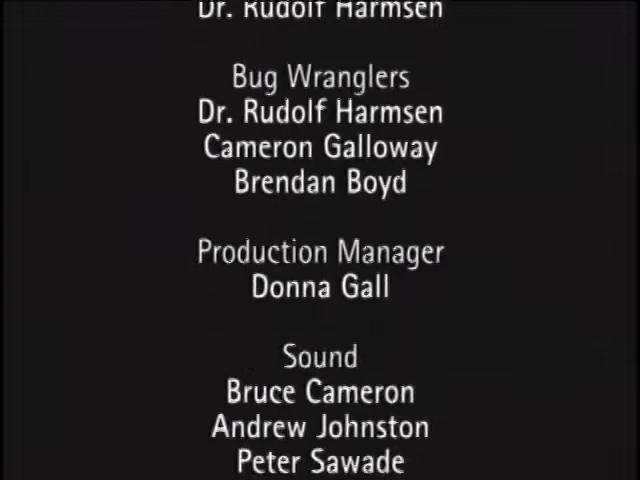 Dr. Rudolf Harmsen
Bug Wranglers
Dr. Rudolf Harmsen
Cameron Galloway
Brendan Boyd
Production Manager
Donna Gall
Sound
Bruce Cameron
Andrew Johnston
Peter Sawade